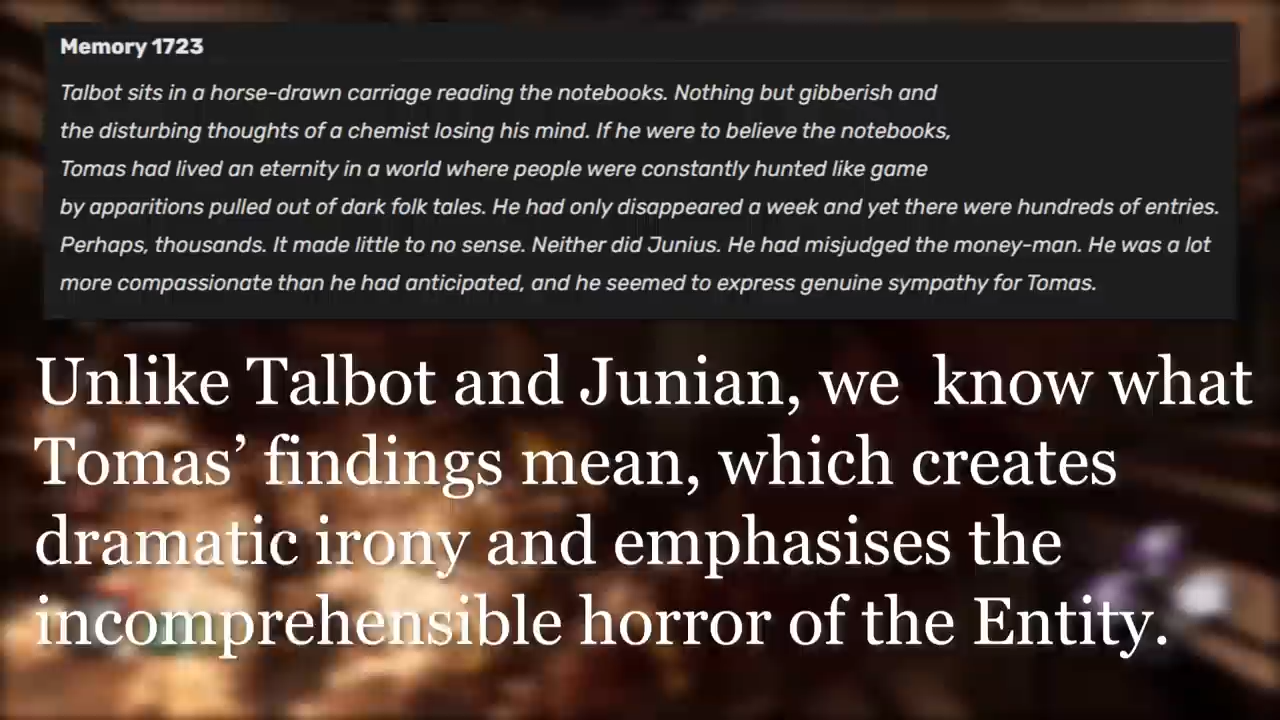 Memory 1723
Talbot sits in a horse-drawn carriage reading the notebooks. Nothing but gibberish and
the disturbing thoughts of a chemist losing his mind. If he were to believe the notebooks,
Tomas had lived an eternity in a world where people were constantly hunted like game
by apparitions pulled out of dark folk tales. He had only disappeared a week and yet there were hundreds of entries.
Perhaps, thousands. It made little to no sense. Neither did Junius. He had misjudged the money-man. He was a lot
more compassionate than he had anticipated, and he seemed to express genuine sympathy for Tomas.
Unlike Talbot and Junian, we  know what
Tomas’ findings mean, which creates
dramatic irony and emphasises the
incomprehensible horror of the Entity.